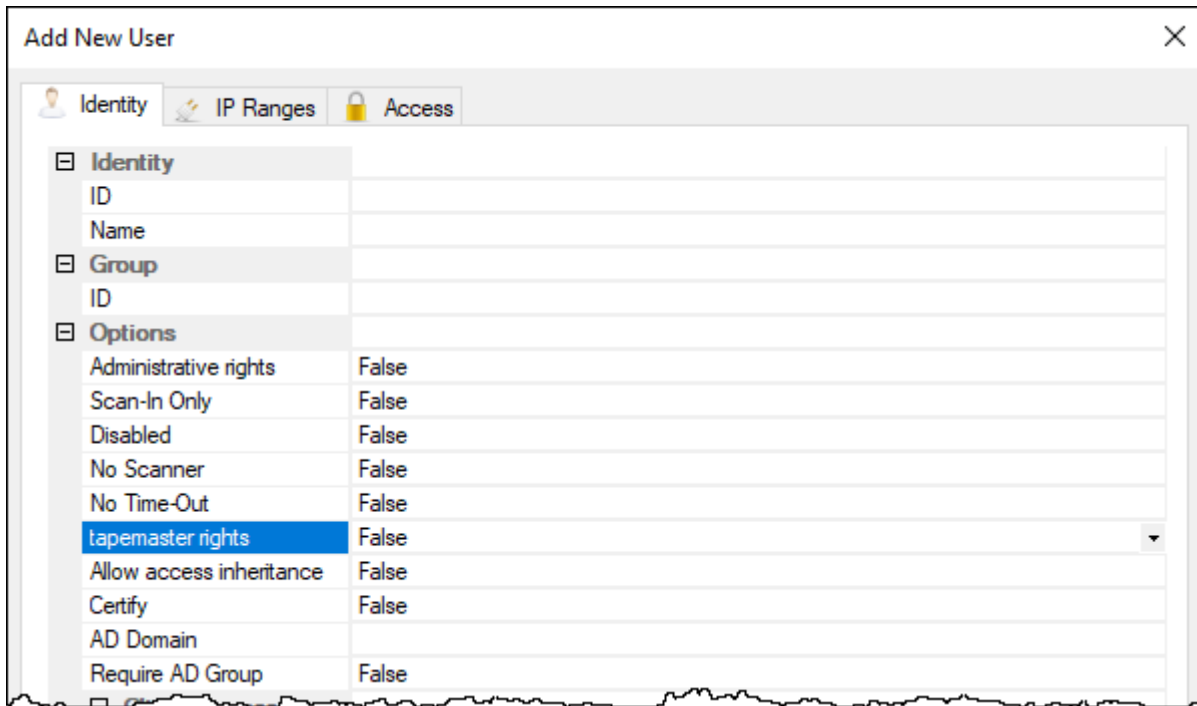 Add New User
Identity IP Ranges Access
Identity
ID
Name
Group
ID
Options
Administrative rights False
Scan-In Only False
Disabled False
No Scanner False
No Time-Out False
tapemaster rights False
Allow access inheritance False
Certify False
AD Domain
Require AD Group False